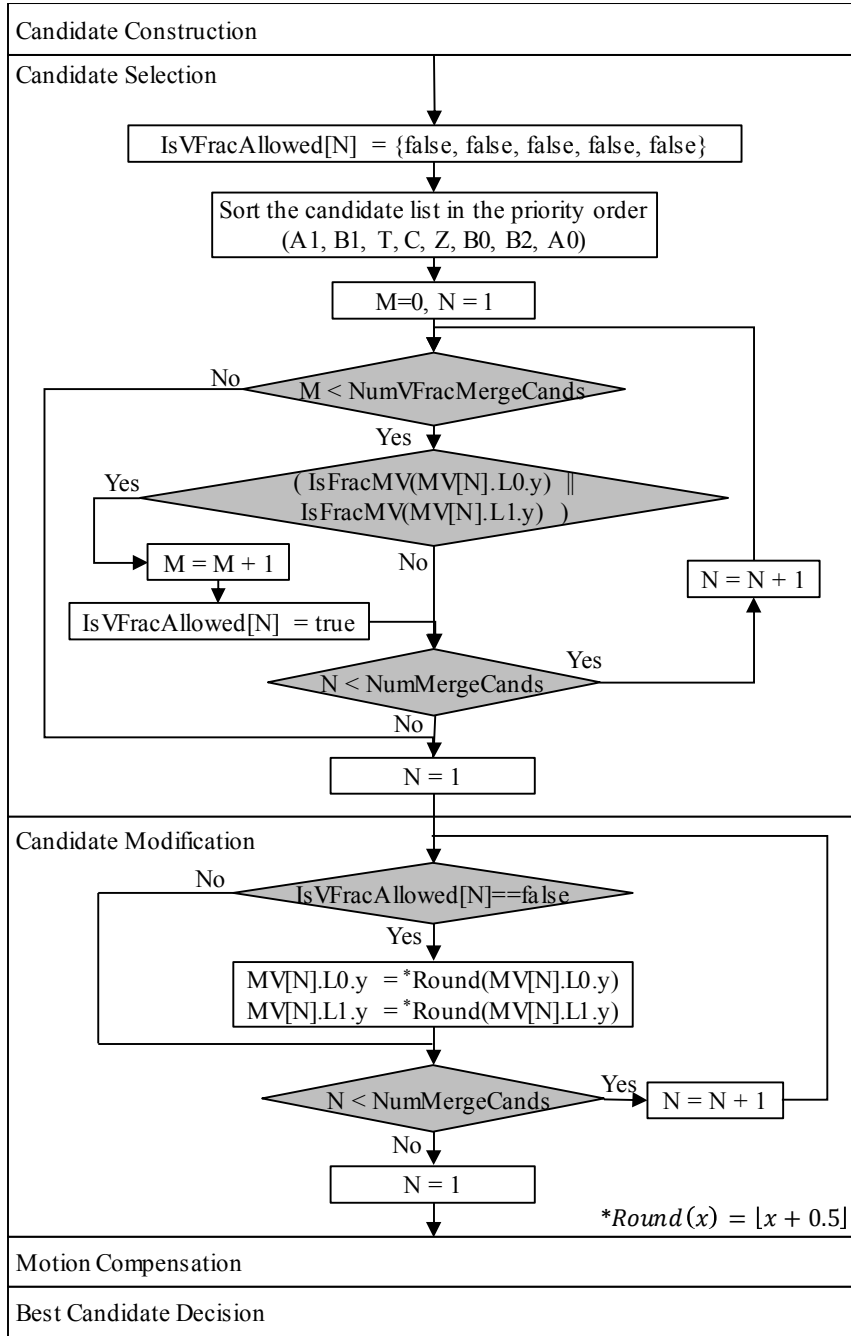 Candidate Construction
Candidate Selection
IsVFracAllowed[N] = {false, false, false, false, false}
Sort the candidate list in the priority order
(A1, B1, T, C, Z, B0, B2, A0)
M=0, N = 1
No
M < NumVFracMergeCands
Yes
Yes
( IsFracMV(MV[N].L0.y) ||
IsFracMV(MV[N].L1.y) )
No
M = M + 1
N = N + 1
IsVFracAllowed[N] = true
Yes
N < NumMergeCands
No
N = 1
Candidate Modification
No
IsVFracAllowed[N]==false
Yes
MV[N].L0.y = *Round(MV[N].L0.y)
MV[N].L1.y = *Round(MV[N].L1.y)
N < NumMergeCands
Yes
N = N + 1
No
N = 1
*Round(x) = ⌊x + 0.5⌋
Motion Compensation
Best Candidate Decision